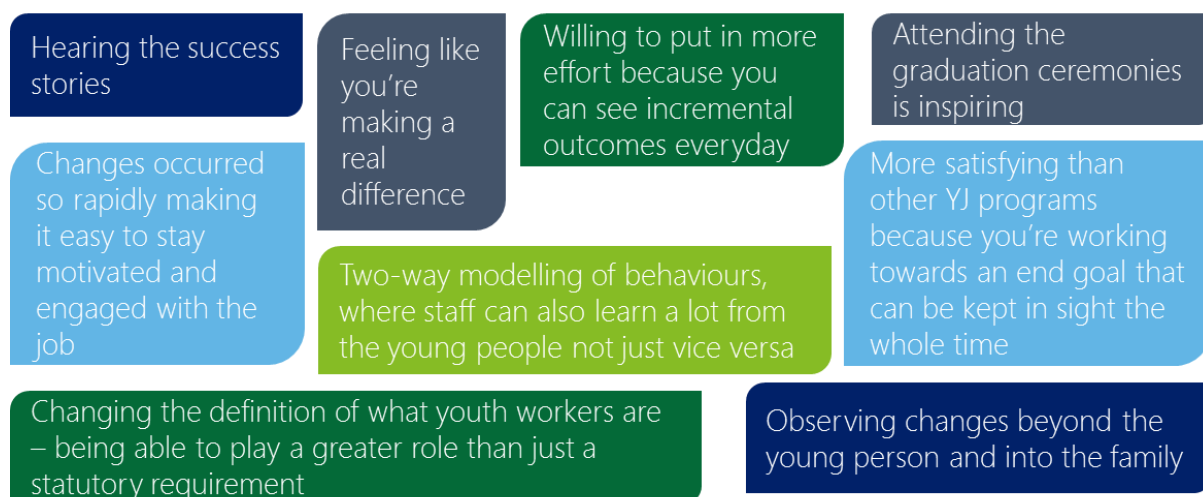 Hearing the success
stories
Feeling like
you’re
making a
real
difference
Willing to put in more
effort because you
can see incremental
outcomes everyday
Attending the
graduation ceremonies
is inspiring
Changes occurred
so rapidly making
it easy to stay
motivated and
engaged with the
job
Two-way modelling of behaviours,
where staff can also learn a lot from
the young people not just vice versa
More satisfying than
other YJ programs
because you’re working
towards an end goal that
can be kept in sight the
whole time
Changing the definition of what youth workers are
– being able to play a greater role than just a
statutory requirement
Observing changes beyond the
young person and into the family